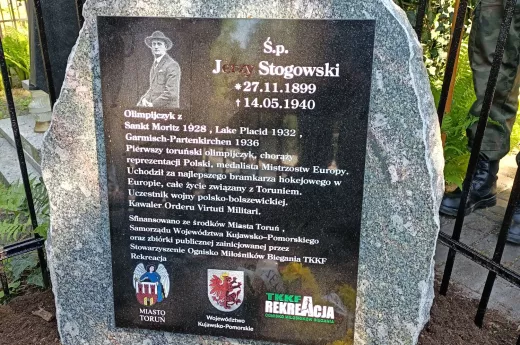 Ś.p.
Jerzy Stogowski
* 27.11.1899
† 14.05.1940
Olimpijczyk z
Sankt Moritz 1928 , Lake Placid 1932 ,
Garmisch-Partenkirchen 1936
Pierwszy toruński olimpijczyk, chorąży
reprezentacji Polski, medalista Mistrzostw Europy.
Uchodził za najlepszego bramkarza hokejowego w
Europie, całe życie związany z Toruniem.
Uczestnik wojny polsko-bolszewickiej.
Kawaler Orderu Virtuti Militari.
Sfinansowano ze środków Miasta Toruń ,
Samorządu Województwa Kujawsko-Pomorskiego
oraz zbiórki publicznej zainicjowanej przez
Stowarzyszenie Ognisko Miłośników Biegania TKKF
Rekreacja
MIASTO
TORUŃ
Województwo
Kujawsko-Pomorskie
TKKF
REKREACJA
OGNISKO MIŁOŚNIKÓW BIEGANIA